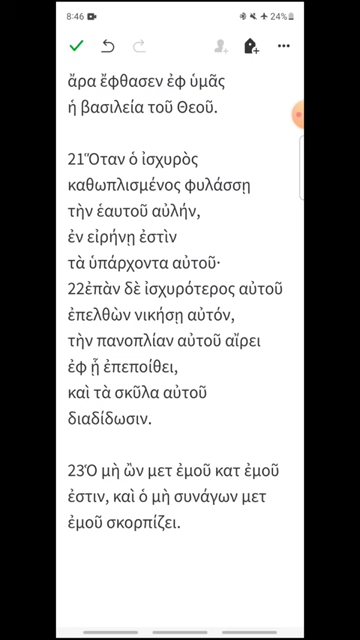 8:46
24%
ἄρα ἔφθασεν ἐφ ὑμᾶς
ἡ βασιλεία τοῦ Θεοῦ.
21Ὅταν ὁ ἰσχυρὸς
καθωπλισμένος φυλάσσῃ
τὴν ἑαυτοῦ αὐλήν,
ἐν εἰρήνῃ ἐστὶν
τὰ ὑπάρχοντα αὐτοῦ·
22ἐπὰν δὲ ἰσχυρότερος αὐτοῦ
ἐπελθὼν νικήσῃ αὐτόν,
τὴν πανοπλίαν αὐτοῦ αἴρει
ἐφ ᾗ ἐπεποίθει,
καὶ τὰ σκῦλα αὐτοῦ
διαδίδωσιν.
23Ὁ μὴ ὢν μετ ἐμοῦ κατ ἐμοῦ
ἐστιν, καὶ ὁ μὴ συνάγων μετ
ἐμοῦ σκορπίζει.